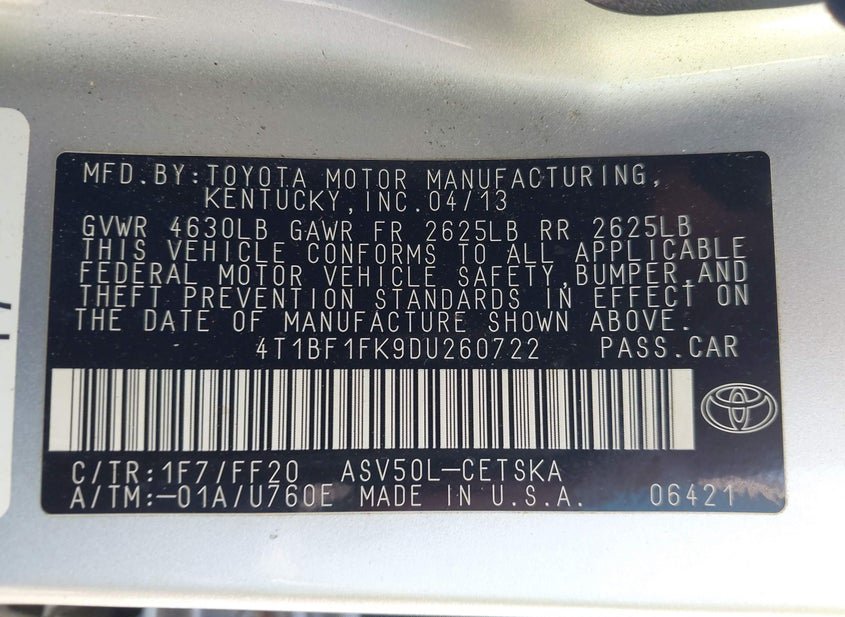 MFD.BY:TOYOTA MOTOR MANUFACTURING,
KENTUCKY,INC.04/13
GVWR 4630LB GAWR FR 2625LB RR 2625LB
THIS VEHICLE CONFORMS TO ALL APPLICABLE
FEDERAL MOTOR VEHICLE SAFETY,BUMPER,AND
THEFT PREVENTION STANDARDS IN EFFECT ON
THE DATE OF MANUFACTURE SHOWN ABOVE.
4T1BF1FK9DU260722 PASS.CAR
C/TR:1F7/FF20 ASV50L-CETSKA
A/TM:-01A/U760E MADE IN U.S.A. 06421